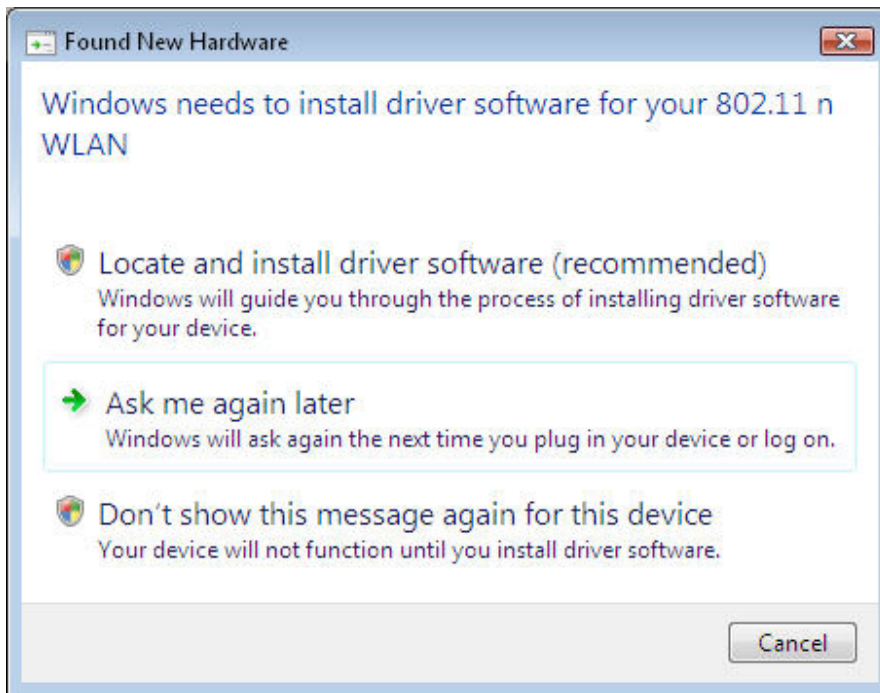 Found New Hardware
Windows needs to install driver software for your 802.11 n
WLAN
Locate and install driver software (recommended)
Windows will guide you through the process of installing driver software
for your device.
Ask me again later
Windows will ask again the next time you plug in your device or log on.
Don't show this message again for this device
Your device will not function until you install driver software.
Cancel